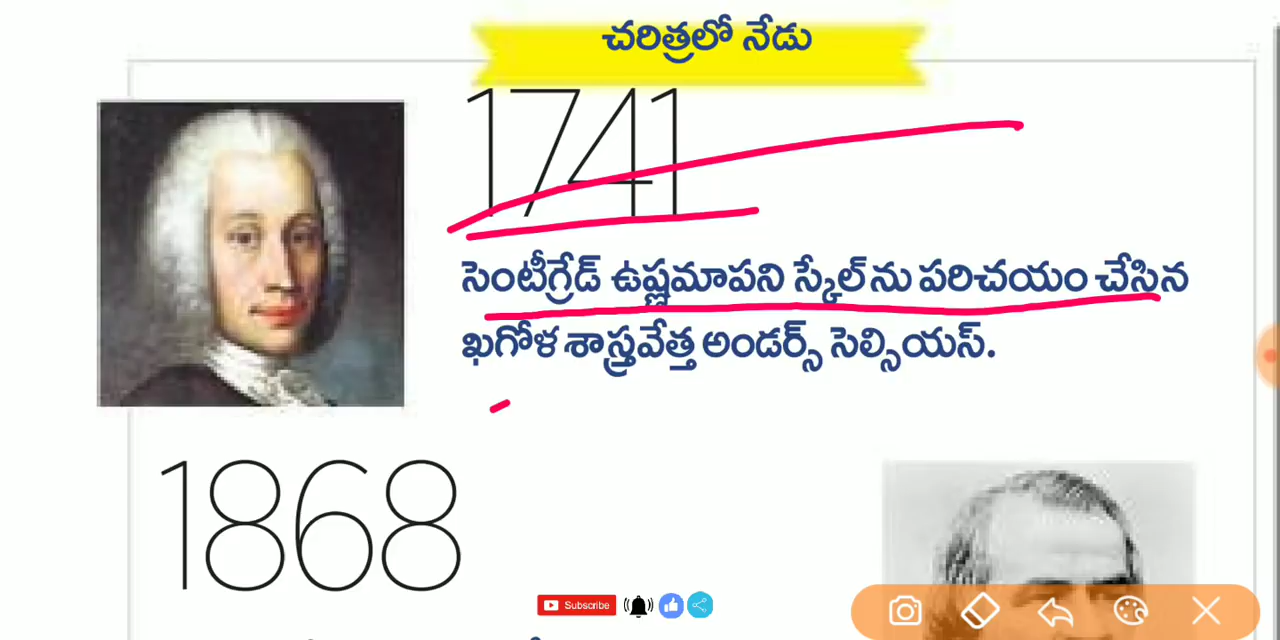 చరిత్రలో నేడు
1741
సెంటీగ్రేడ్ ఉష్ణమాపని స్కేల్‌ను పరిచయం చేసిన
ఖగోళ శాస్త్రవేత్త అండర్స్ సెల్సియస్.
1868
Subscribe